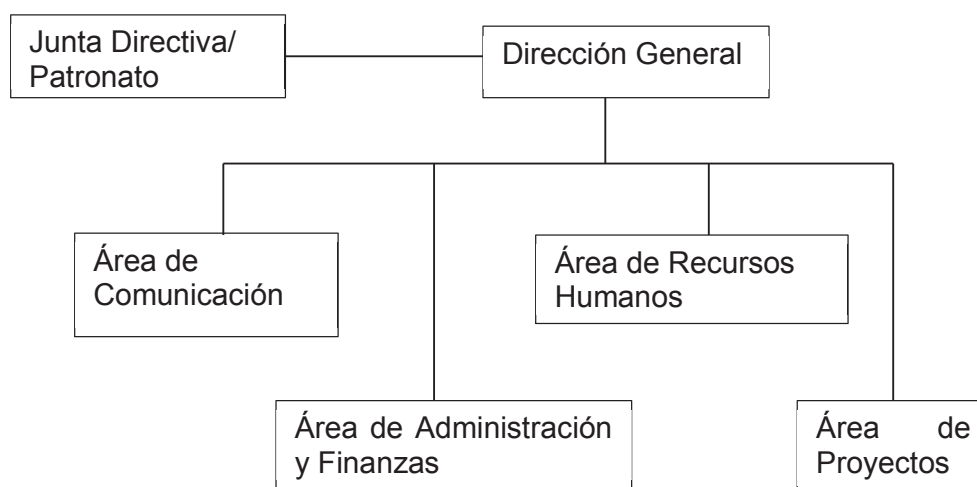 Junta Directiva/
Patronato
Dirección General
Área de
Comunicación
Área de Recursos
Humanos
Área de Administración
y Finanzas
Área de
Proyectos